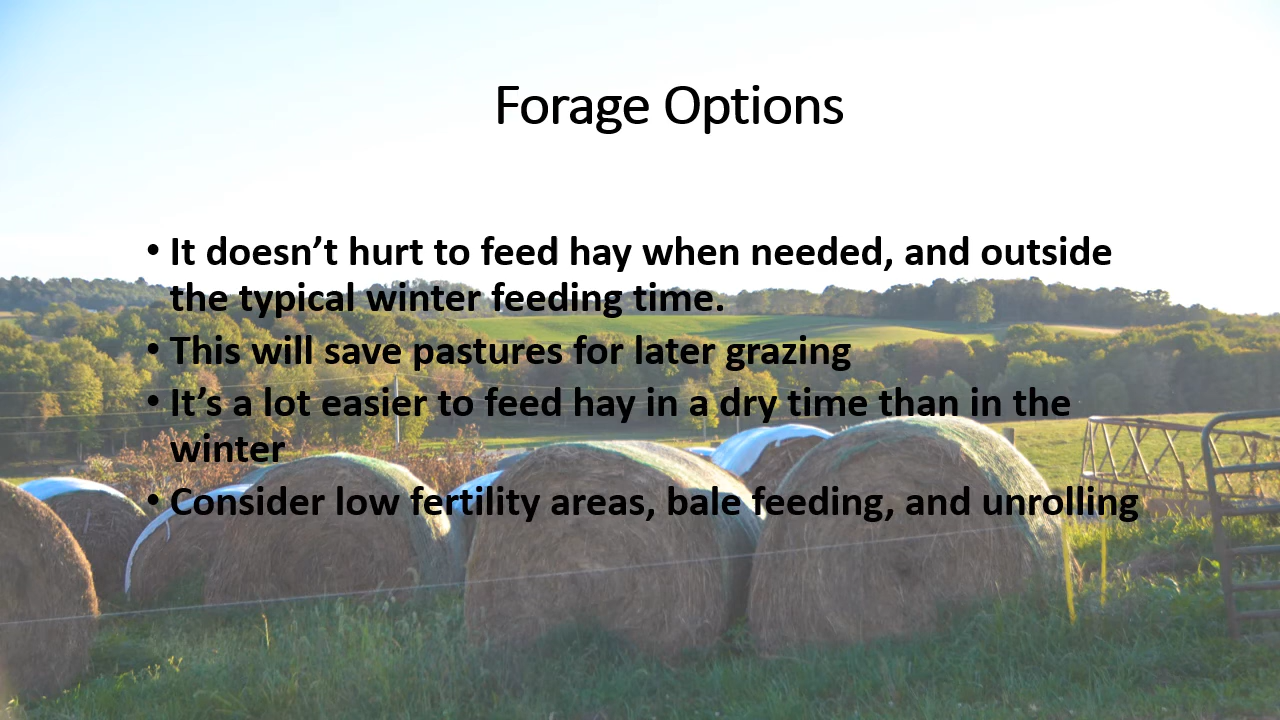 Forage Options
• It doesn’t hurt to feed hay when needed, and outside
the typical winter feeding time.
• This will save pastures for later grazing
• It’s a lot easier to feed hay in a dry time than in the
winter
• Consider low fertility areas, bale feeding, and unrolling